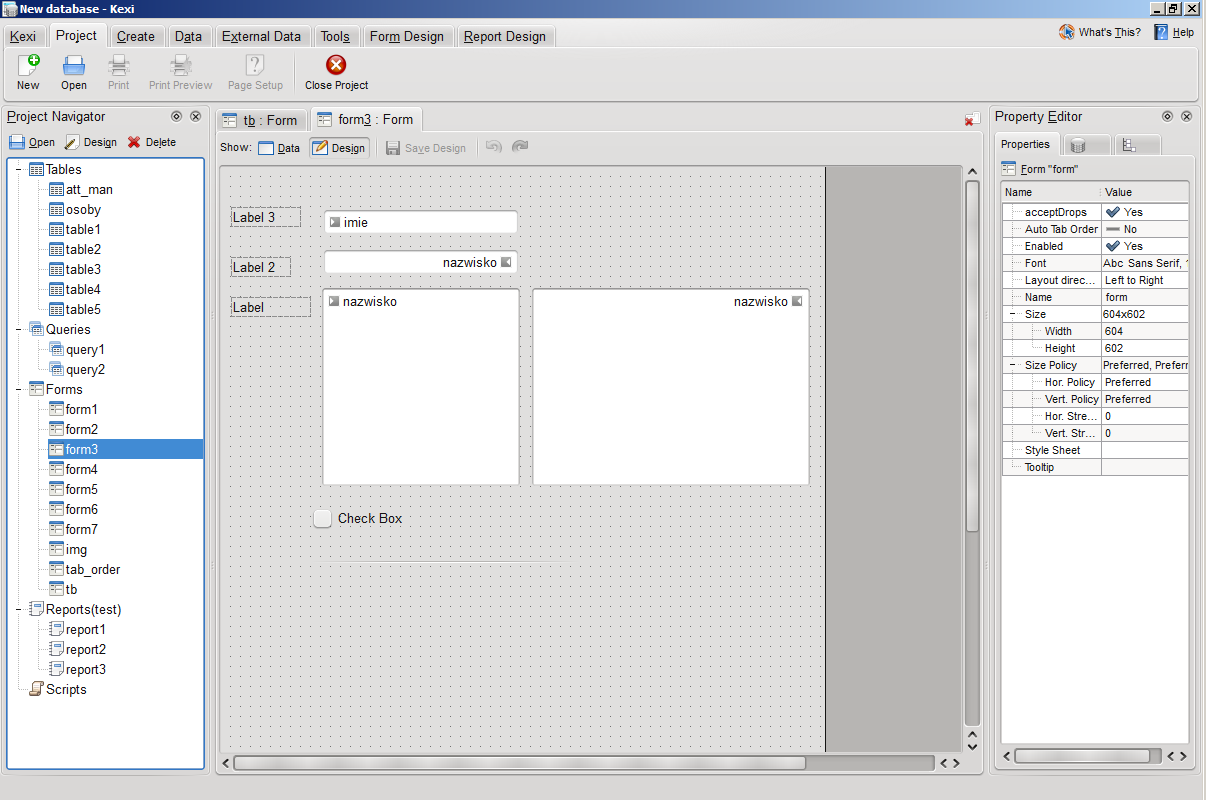 New database - Kexi
Kexi Project Create Data External Data Tools Form Design Report Design What's This? Help
New Open Print Print Preview Page Setup Close Project
Project Navigator
Open Design Delete
Tables
att_man
osoby
table1
table2
table3
table4
table5
Queries
query1
query2
Forms
form1
form2
form3
form4
form5
form6
form7
img
tab_order
tb
Reports(test)
report1
report2
report3
Scripts
tb : Form form3 : Form
Show: Data Design Save Design
Label 3 imie
Label 2 nazwisko
Label nazwisko nazwisko
Check Box
Property Editor
Properties
Form "form"
Name Value
acceptDrops Yes
Auto Tab Order No
Enabled Yes
Font Abc Sans Serif,
Layout direc... Left to Right
Name form
Size 604x602
Width 604
Height 602
Size Policy Preferred, Preferr
Hor. Policy Preferred
Vert. Policy Preferred
Hor. Stre... 0
Vert. Str... 0
Style Sheet
Tooltip